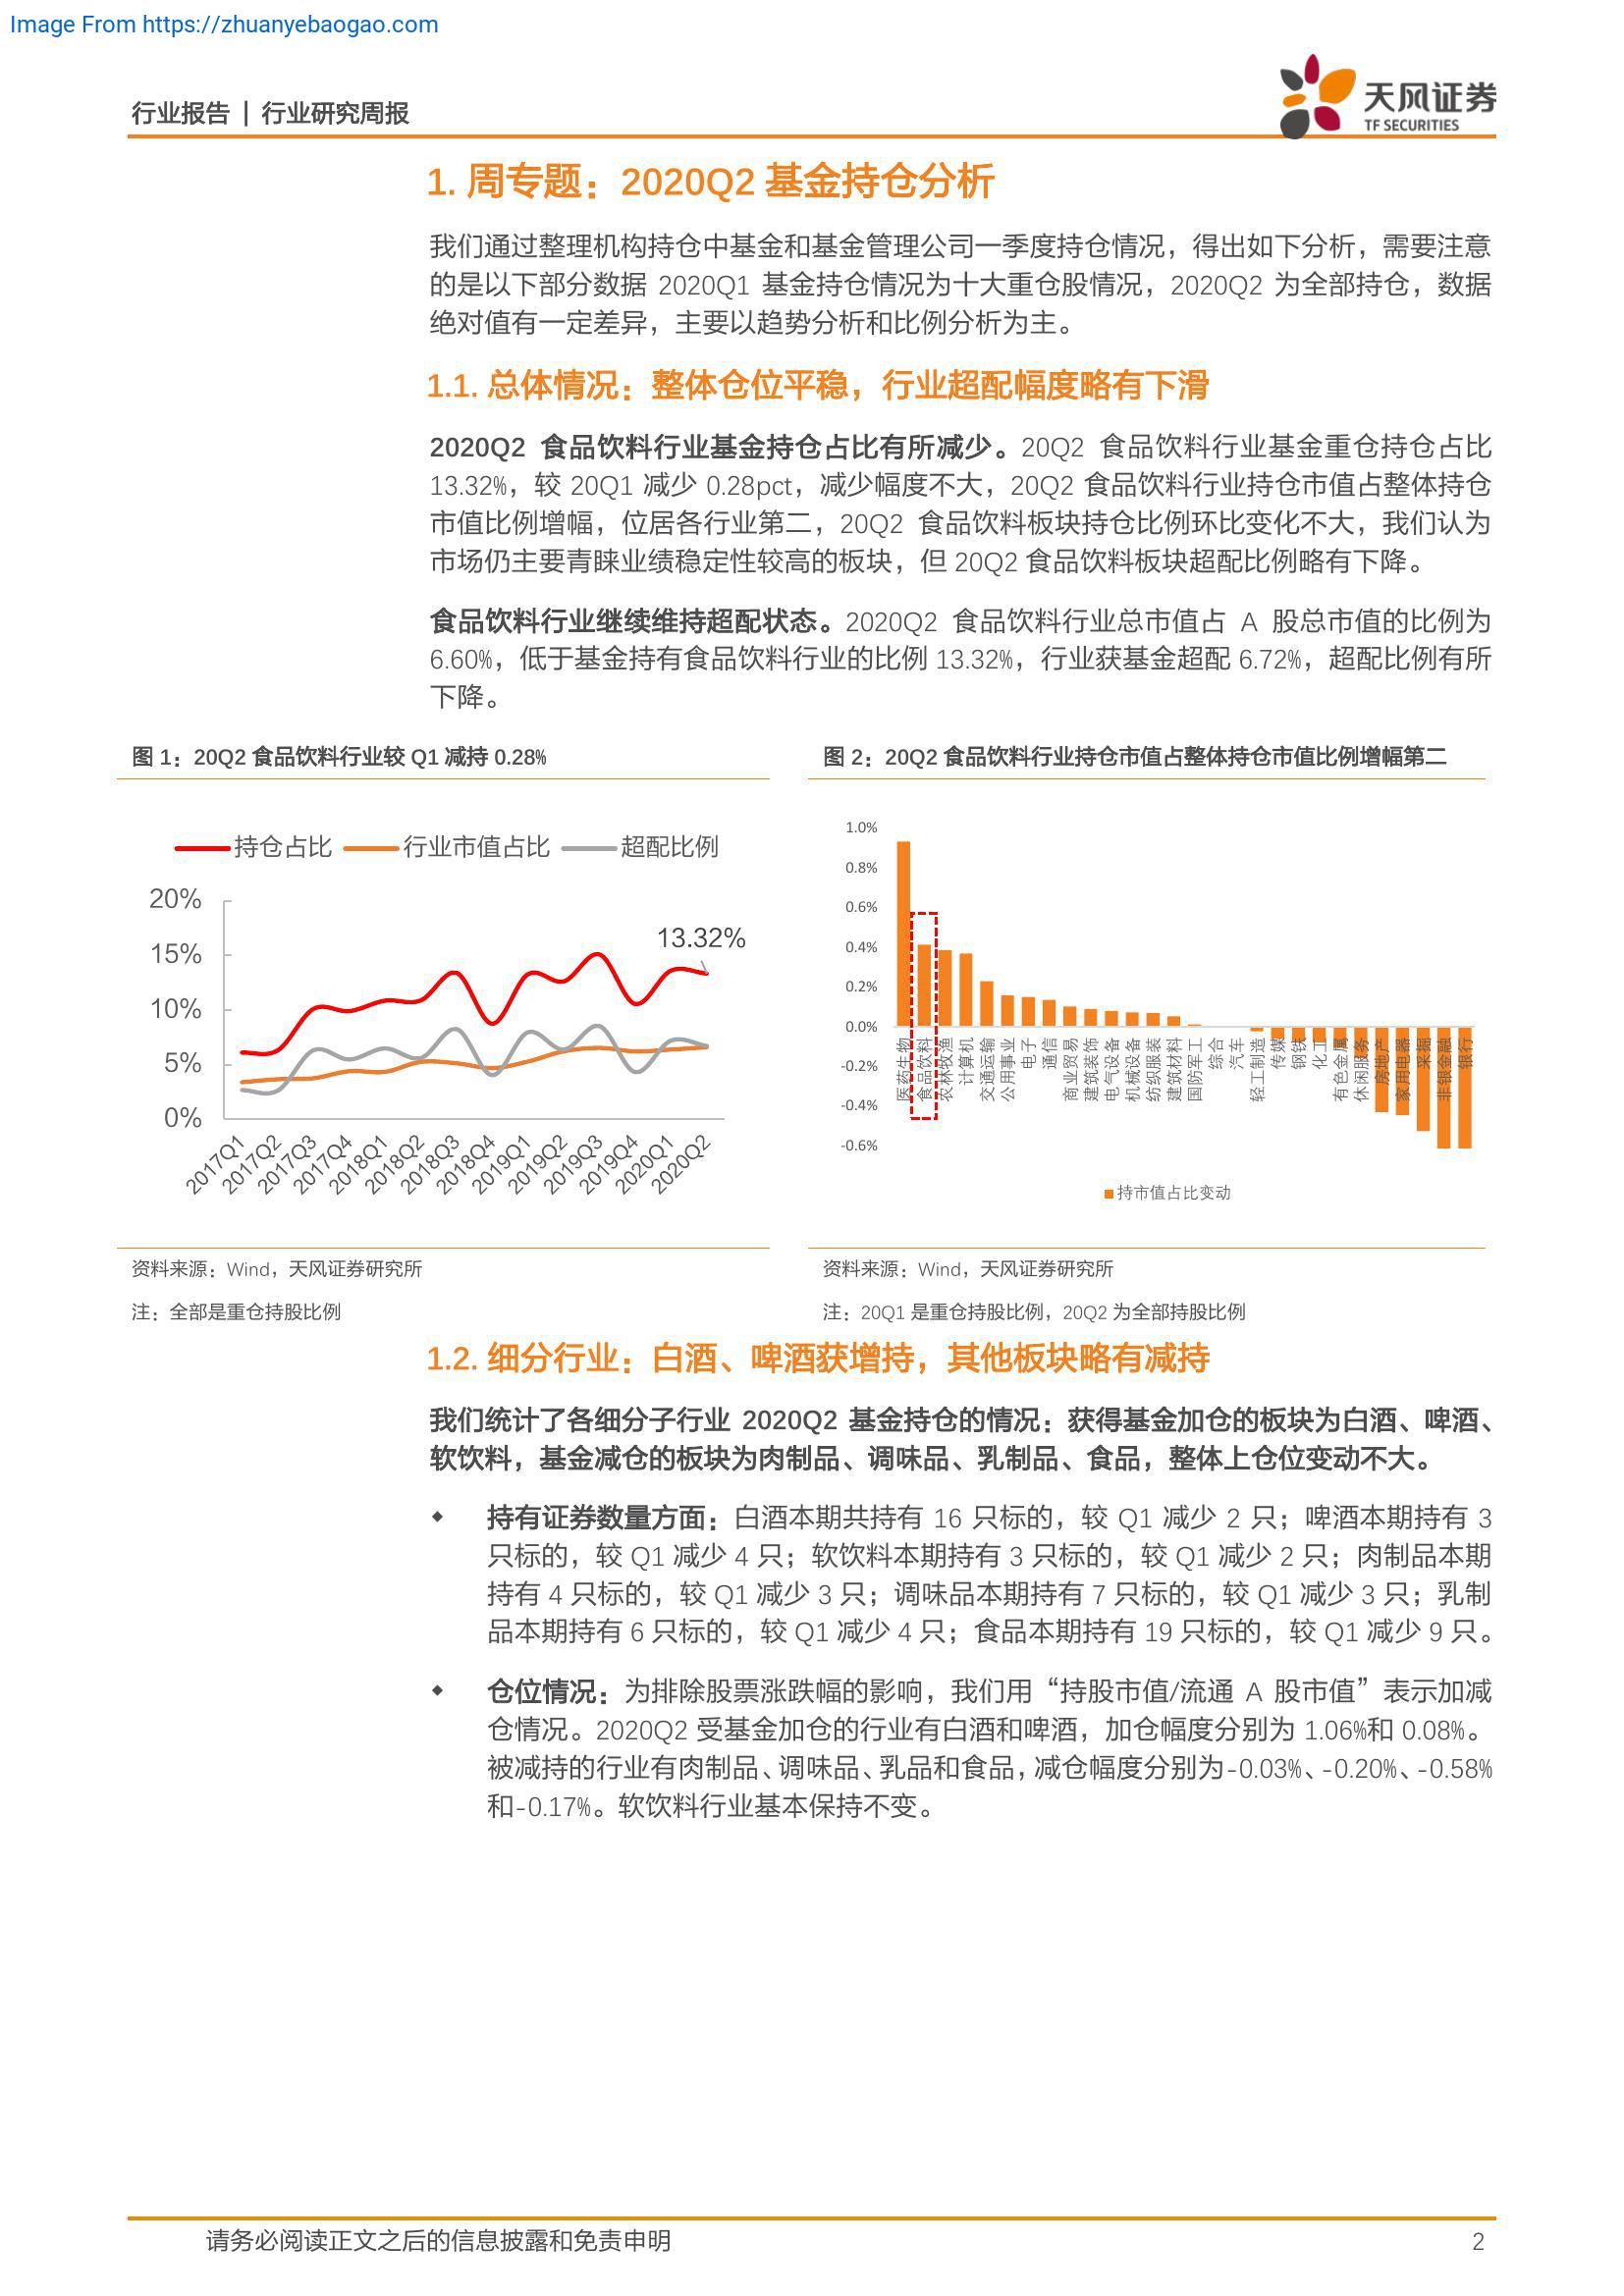 Image From https://zhuanyebaogao.com
行业报告 | 行业研究周报
天风证券
TF SECURITIES
1. 周专题：2020Q2 基金持仓分析
我们通过整理机构持仓中基金和基金管理公司一季度持仓情况，得出如下分析，需要注意
的是以下部分数据 2020Q1 基金持仓情况为十大重仓股情况，2020Q2 为全部持仓，数据
绝对值有一定差异，主要以趋势分析和比例分析为主。
1.1. 总体情况：整体仓位平稳，行业超配幅度略有下滑
2020Q2 食品饮料行业基金持仓占比有所减少。20Q2 食品饮料行业基金重仓持仓占比
13.32%，较 20Q1 减少 0.28pct，减少幅度不大，20Q2 食品饮料行业持仓市值占整体持仓
市值比例增幅，位居各行业第二，20Q2 食品饮料板块持仓比例环比变化不大，我们认为
市场仍主要青睐业绩稳定性较高的板块，但 20Q2 食品饮料板块超配比例略有下降。
食品饮料行业继续维持超配状态。2020Q2 食品饮料行业总市值占 A 股总市值的比例为
6.60%，低于基金持有食品饮料行业的比例 13.32%，行业获基金超配 6.72%，超配比例有所
下降。
图 1：20Q2 食品饮料行业较 Q1 减持 0.28%
持仓占比 行业市值占比 超配比例
20%
15%
10%
5%
0%
13.32%
2017Q1 2017Q2 2017Q3 2017Q4 2018Q1 2018Q2 2018Q3 2018Q4 2019Q1 2019Q2 2019Q3 2019Q4 2020Q1 2020Q2
资料来源：Wind，天风证券研究所
注：全部是重仓持股比例
图 2：20Q2 食品饮料行业持仓市值占整体持仓市值比例增幅第二
1.0%
0.8%
0.6%
0.4%
0.2%
0.0%
-0.2%
-0.4%
-0.6%
医药生物 食品饮料 农林牧渔 计算机 交通运输 公用事业 电子 通信 商业贸易 建筑装饰 电气设备 机械设备 纺织服装 建筑材料 国防军工 综合 汽车 轻工制造 传媒 钢铁 化工 有色金属 休闲服务 房地产 家用电器 采掘 非银金融 银行
持市值占比变动
资料来源：Wind，天风证券研究所
注：20Q1 是重仓持股比例，20Q2 为全部持股比例
1.2. 细分行业：白酒、啤酒获增持，其他板块略有减持
我们统计了各细分子行业 2020Q2 基金持仓的情况：获得基金加仓的板块为白酒、啤酒、
软饮料，基金减仓的板块为肉制品、调味品、乳制品、食品，整体上仓位变动不大。
◆ 持有证券数量方面：白酒本期共持有 16 只标的，较 Q1 减少 2 只；啤酒本期持有 3
只标的，较 Q1 减少 4 只；软饮料本期持有 3 只标的，较 Q1 减少 2 只；肉制品本期
持有 4 只标的，较 Q1 减少 3 只；调味品本期持有 7 只标的，较 Q1 减少 3 只；乳制
品本期持有 6 只标的，较 Q1 减少 4 只；食品本期持有 19 只标的，较 Q1 减少 9 只。
◆ 仓位情况：为排除股票涨跌幅的影响，我们用“持股市值/流通 A 股市值”表示加减
仓情况。2020Q2 受基金加仓的行业有白酒和啤酒，加仓幅度分别为 1.06%和 0.08%。
被减持的行业有肉制品、调味品、乳品和食品，减仓幅度分别为-0.03%、-0.20%、-0.58%
和-0.17%。软饮料行业基本保持不变。
请务必阅读正文之后的信息披露和免责申明
2